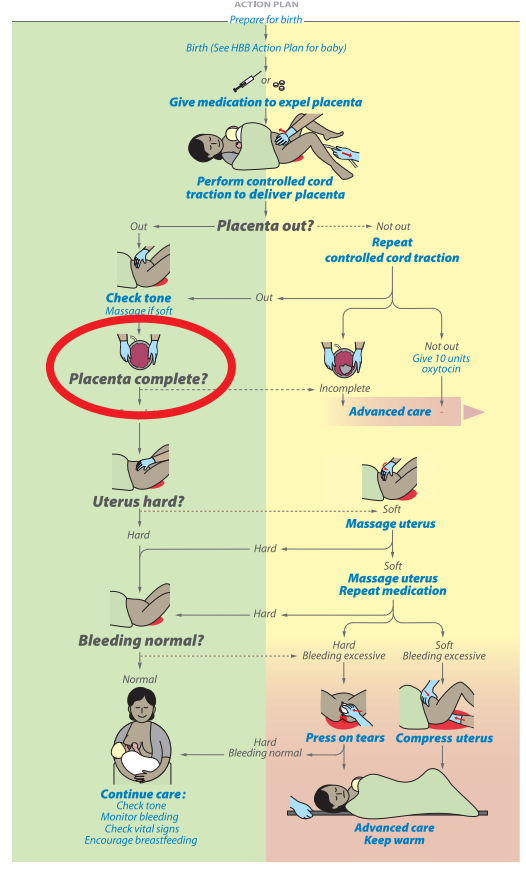 ACTION PLAN
Prepare for birth
Birth (See HBB Action Plan for baby)
or
Give medication to expel placenta
Perform controlled cord
traction to deliver placenta
Out
Placenta out?
Not out
Repeat
controlled cord traction
Check tone
Massage if soft
Out
Placenta complete?
Not out
Give 10 units
oxytocin
Incomplete
Advanced care
Uterus hard?
Soft
Massage uterus
Hard
Hard
Soft
Massage uterus
Repeat medication
Hard
Bleeding normal?
Hard
Bleeding excessive
Soft
Bleeding excessive
Normal
Press on tears
Compress uterus
Hard
Bleeding normal
Continue care:
Check tone
Monitor bleeding
Check vital signs
Encourage breastfeeding
Advanced care
Keep warm